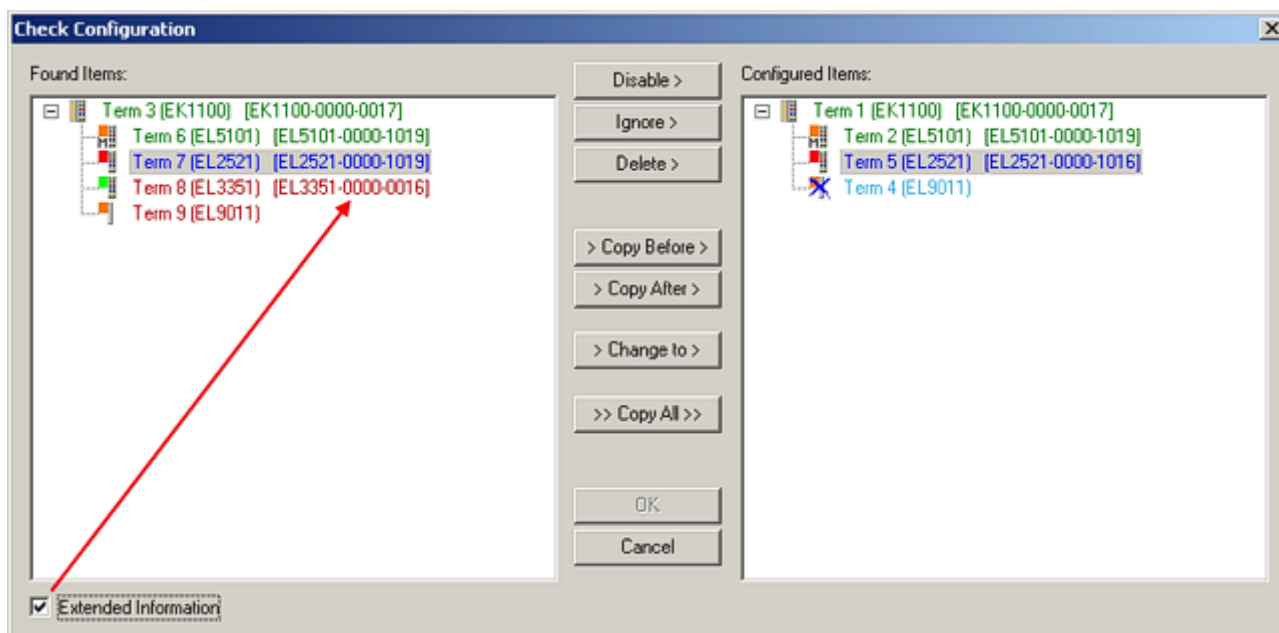 Check Configuration
Found Items:
Term 3 (EK1100) [EK1100-0000-0017]
Term 6 (EL5101) [EL5101-0000-1019]
Term 7 (EL2521) [EL2521-0000-1019]
Term 8 (EL3351) [EL3351-0000-0016]
Term 9 (EL9011)
Extended Information
Disable >
Ignore >
Delete >
> Copy Before >
> Copy After >
> Change to >
>> Copy All >>
OK
Cancel
Configured Items:
Term 1 (EK1100) [EK1100-0000-0017]
Term 2 (EL5101) [EL5101-0000-1019]
Term 5 (EL2521) [EL2521-0000-1016]
Term 4 (EL9011)